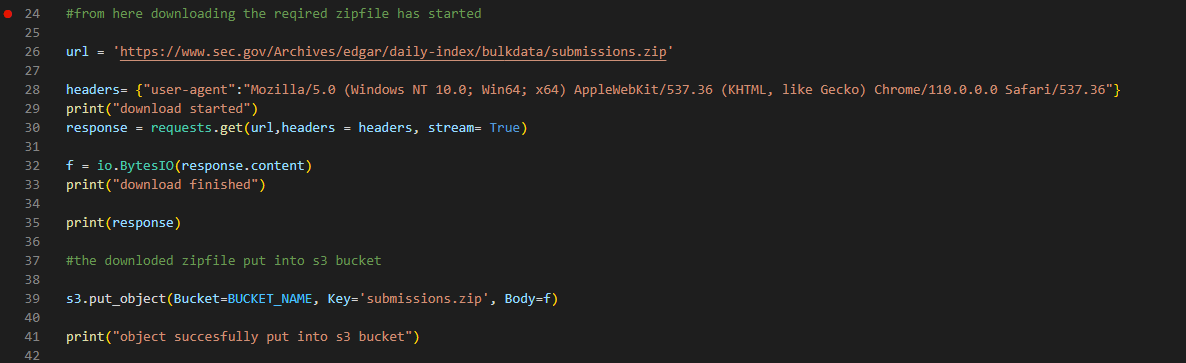 24 #from here downloading the reqired zipfile has started
25
26 url = 'https://www.sec.gov/Archives/edgar/daily-index/bulkdata/submissions.zip'
27
28 headers= {"user-agent":"Mozilla/5.0 (Windows NT 10.0; Win64; x64) AppleWebKit/537.36 (KHTML, like Gecko) Chrome/110.0.0.0 Safari/537.36"}
29 print("download started")
30 response = requests.get(url,headers = headers, stream= True)
31
32 f = io.BytesIO(response.content)
33 print("download finished")
34
35 print(response)
36
37 #the downloded zipfile put into s3 bucket
38
39 s3.put_object(Bucket=BUCKET_NAME, Key='submissions.zip', Body=f)
40
41 print("object succesfully put into s3 bucket")
42